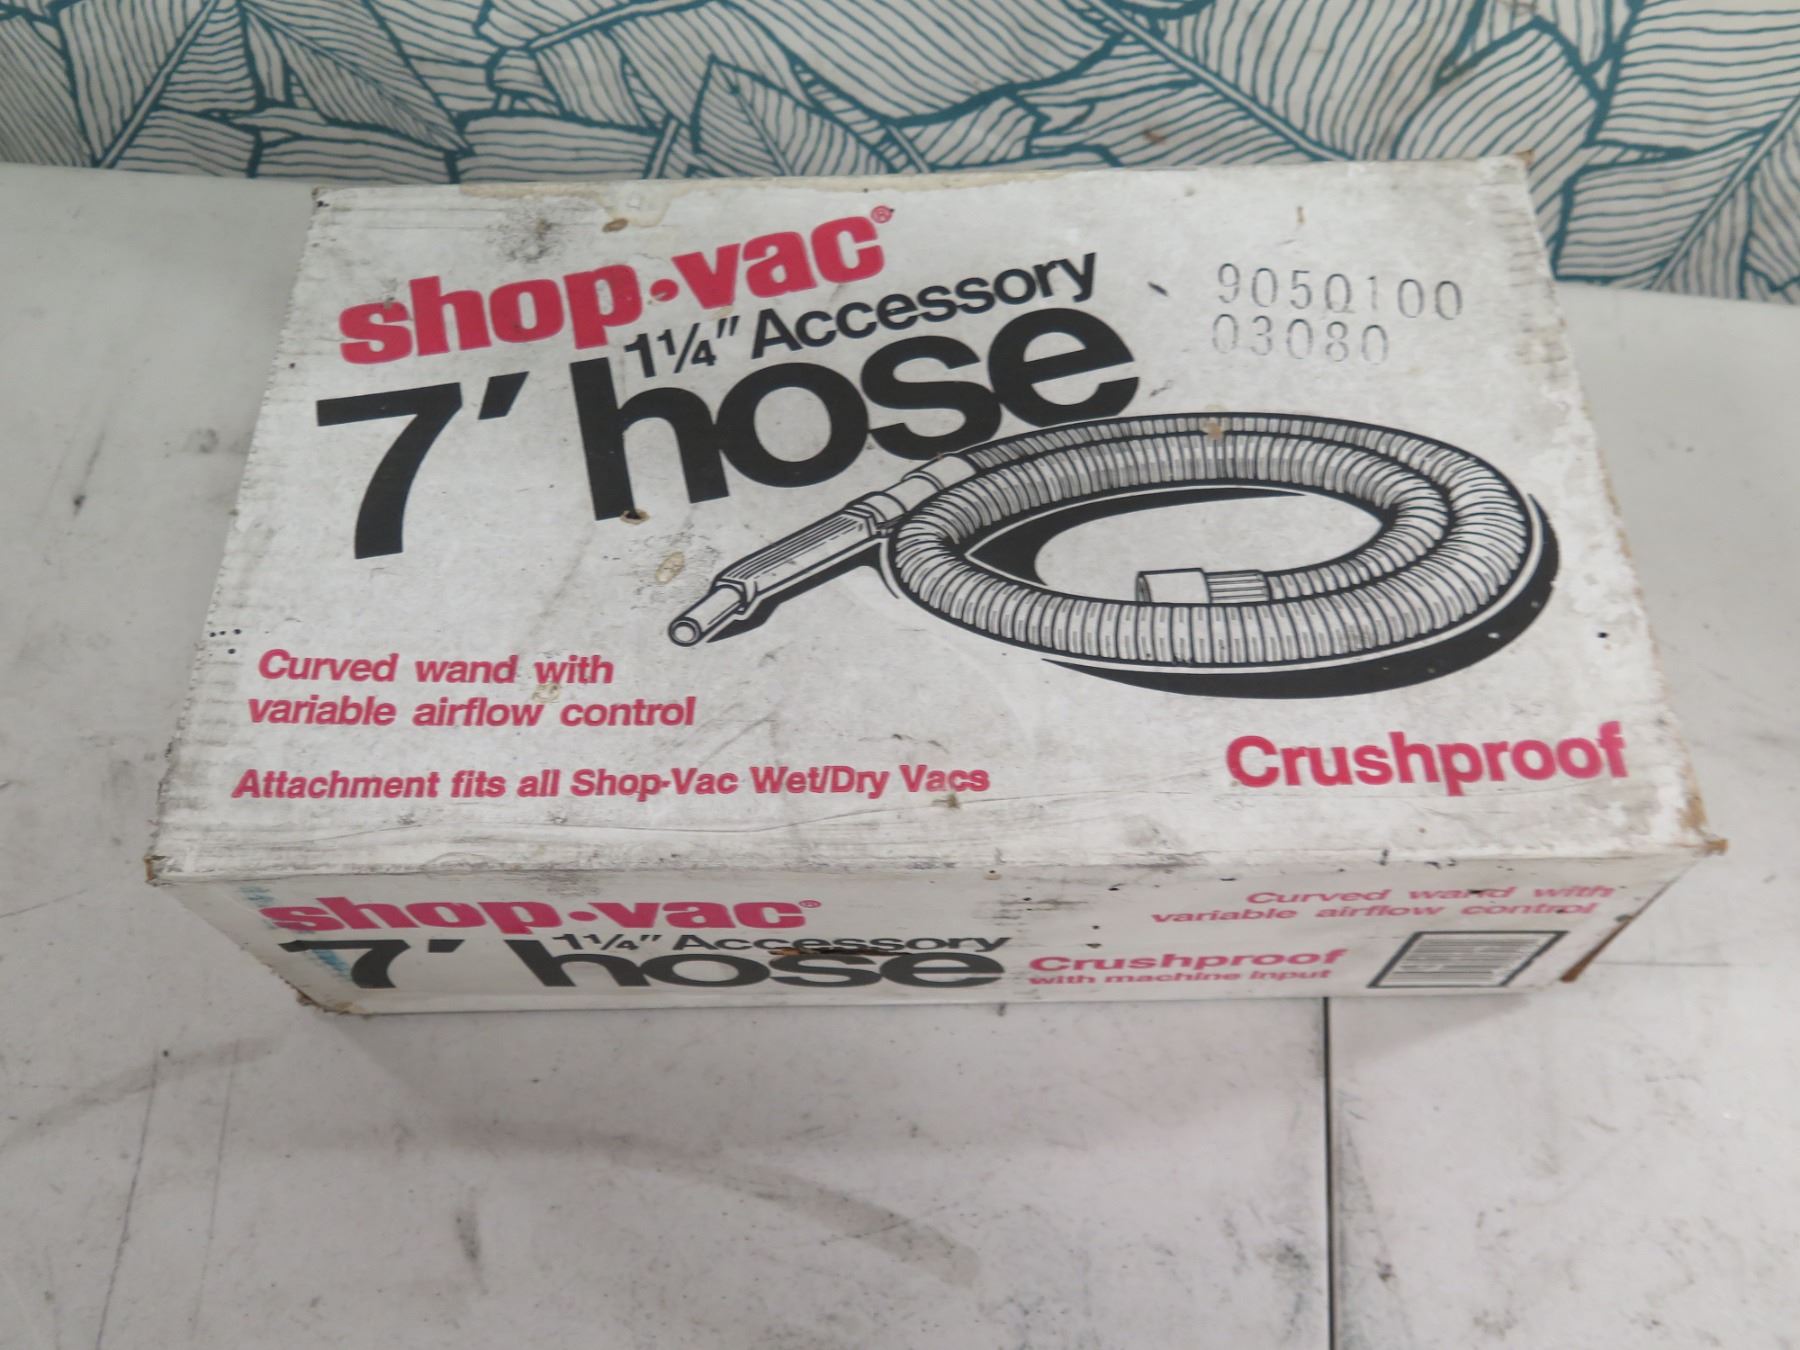 shop·vac®
1¼" Accessory
7' hose
9050100
03080
Curved wand with
variable airflow control
Attachment fits all Shop-Vac Wet/Dry Vacs
Crushproof
shop·vac®
1¼" Accessory
7' hose
Crushproof
with machine input
Curved wand with
variable airflow control